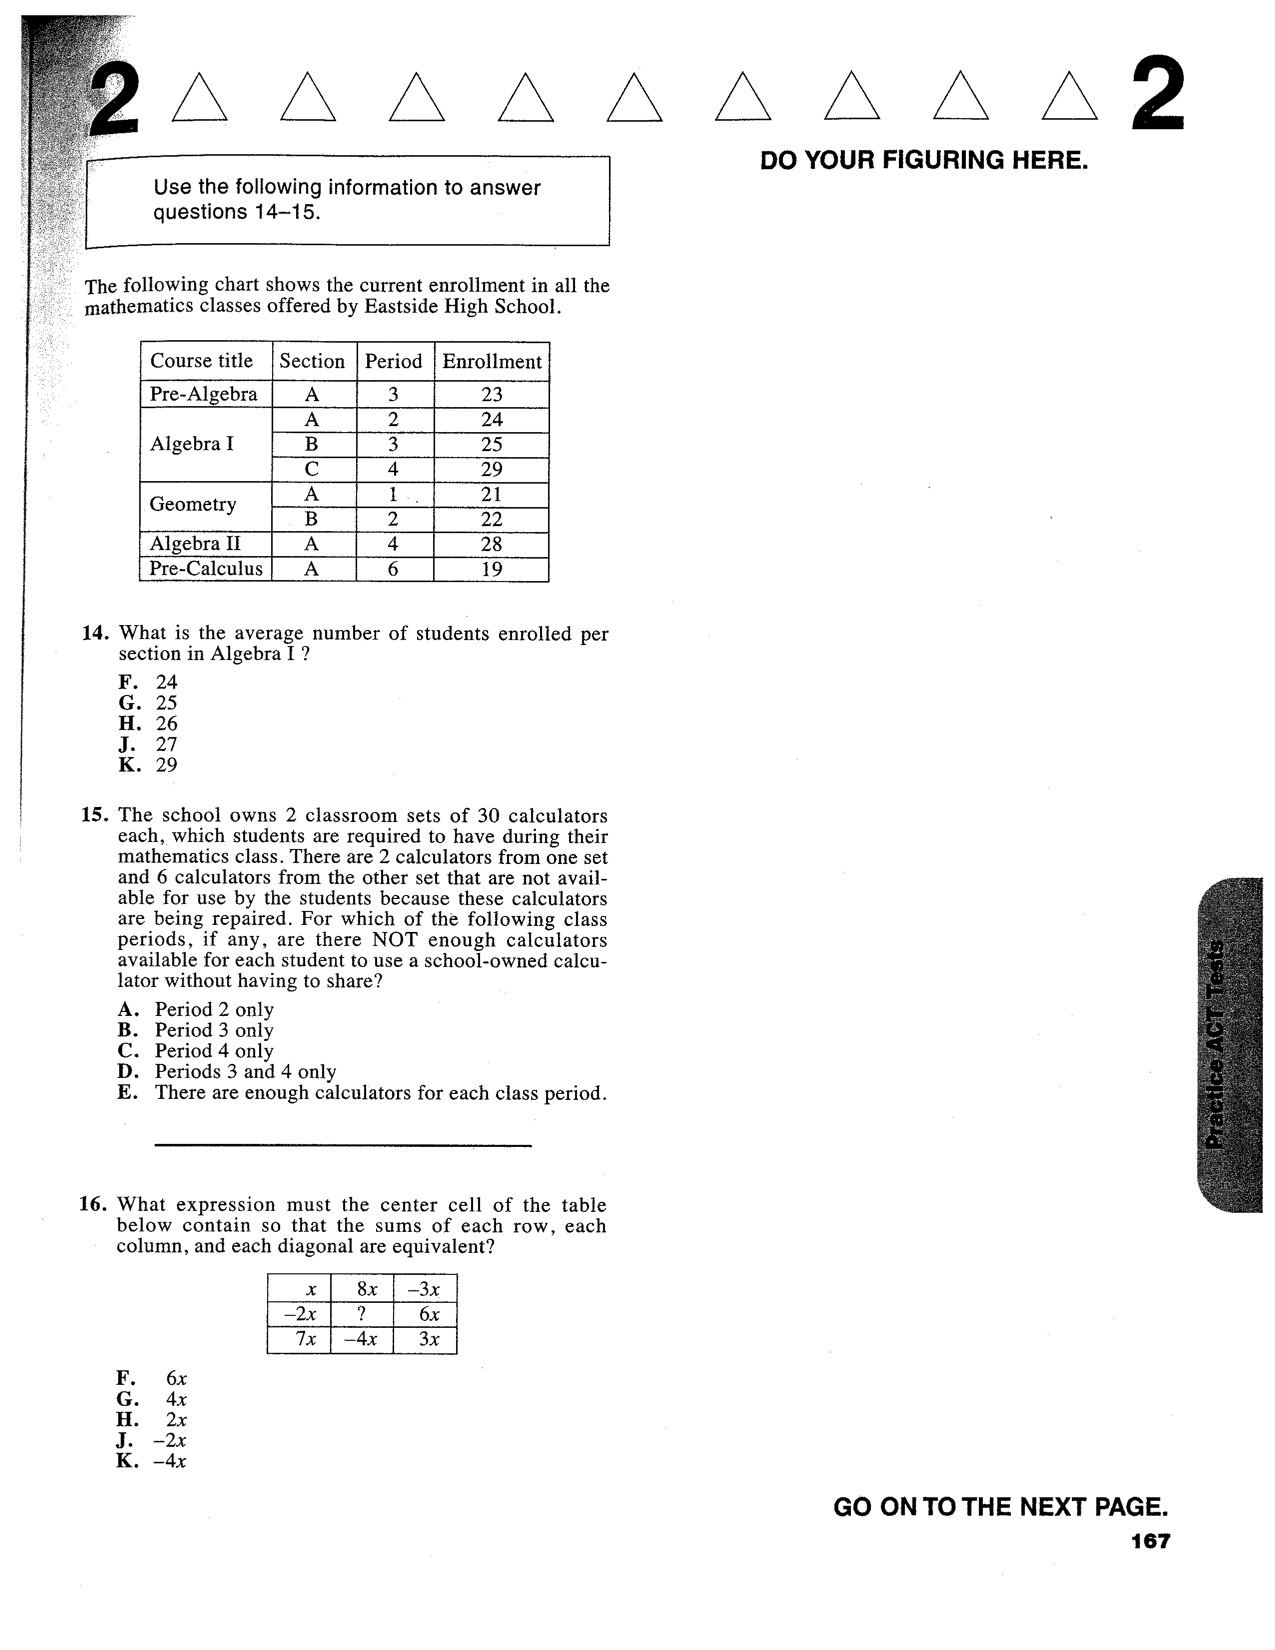 2 2
DO YOUR FIGURING HERE.
Use the following information to answer
questions 14–15.
The following chart shows the current enrollment in all the
mathematics classes offered by Eastside High School.
Course title Section Period Enrollment
Pre-Algebra A 3 23
A 2 24
Algebra I B 3 25
C 4 29
Geometry A 1 21
B 2 22
Algebra II A 4 28
Pre-Calculus A 6 19
14. What is the average number of students enrolled per
section in Algebra I ?
F. 24
G. 25
H. 26
J. 27
K. 29
15. The school owns 2 classroom sets of 30 calculators
each, which students are required to have during their
mathematics class. There are 2 calculators from one set
and 6 calculators from the other set that are not avail-
able for use by the students because these calculators
are being repaired. For which of the following class
periods, if any, are there NOT enough calculators
available for each student to use a school-owned calcu-
lator without having to share?
A. Period 2 only
B. Period 3 only
C. Period 4 only
D. Periods 3 and 4 only
E. There are enough calculators for each class period.
16. What expression must the center cell of the table
below contain so that the sums of each row, each
column, and each diagonal are equivalent?
x 8x –3x
–2x ? 6x
7x –4x 3x
F. 6x
G. 4x
H. 2x
J. –2x
K. –4x
Practice ACT Tests
GO ON TO THE NEXT PAGE.
167